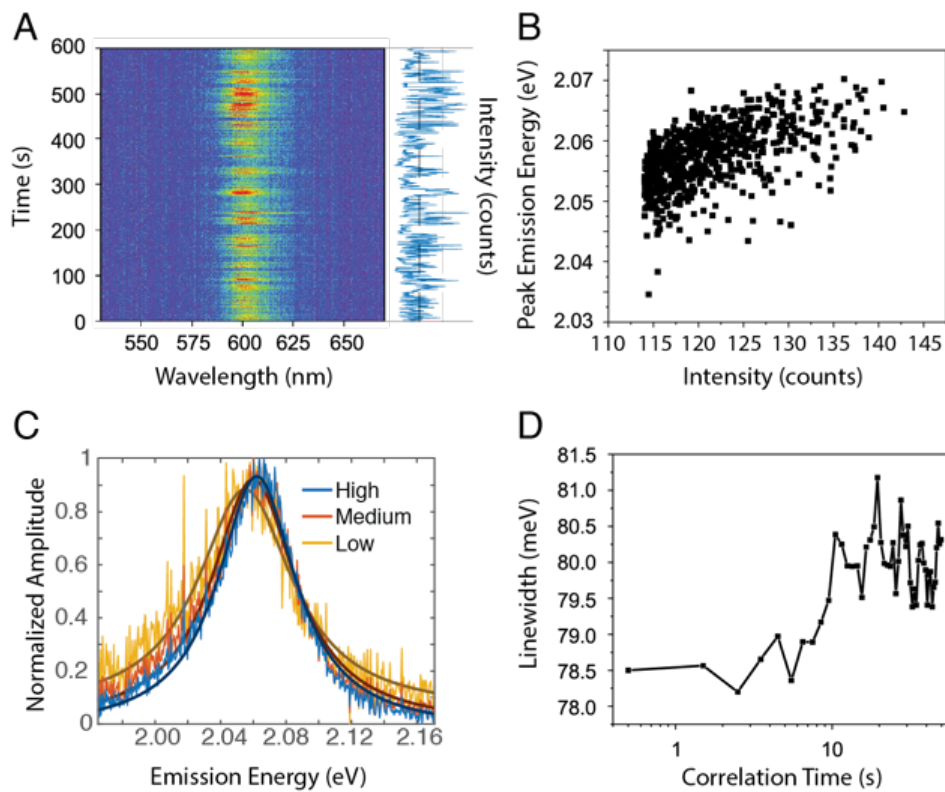 A
600
500
400
300
200
100
0
Time (s)
550
600
625
650
Wavelength (nm)
Intensity (counts)
B
2.07
2.06
2.05
2.04
2.03
Peak Emission Energy (eV)
110 115 120 125 130 135 140 145
Intensity (counts)
C
1
0.8
0.6
0.4
0.2
0
Normalized Amplitude
High
Medium
Low
2.00 2.04 2.08 2.12 2.16
Emission Energy (eV)
D
81.5
81.0
80.5
80.0
79.5
79.0
78.5
78.0
Linewidth (meV)
1 10
Correlation Time (s)